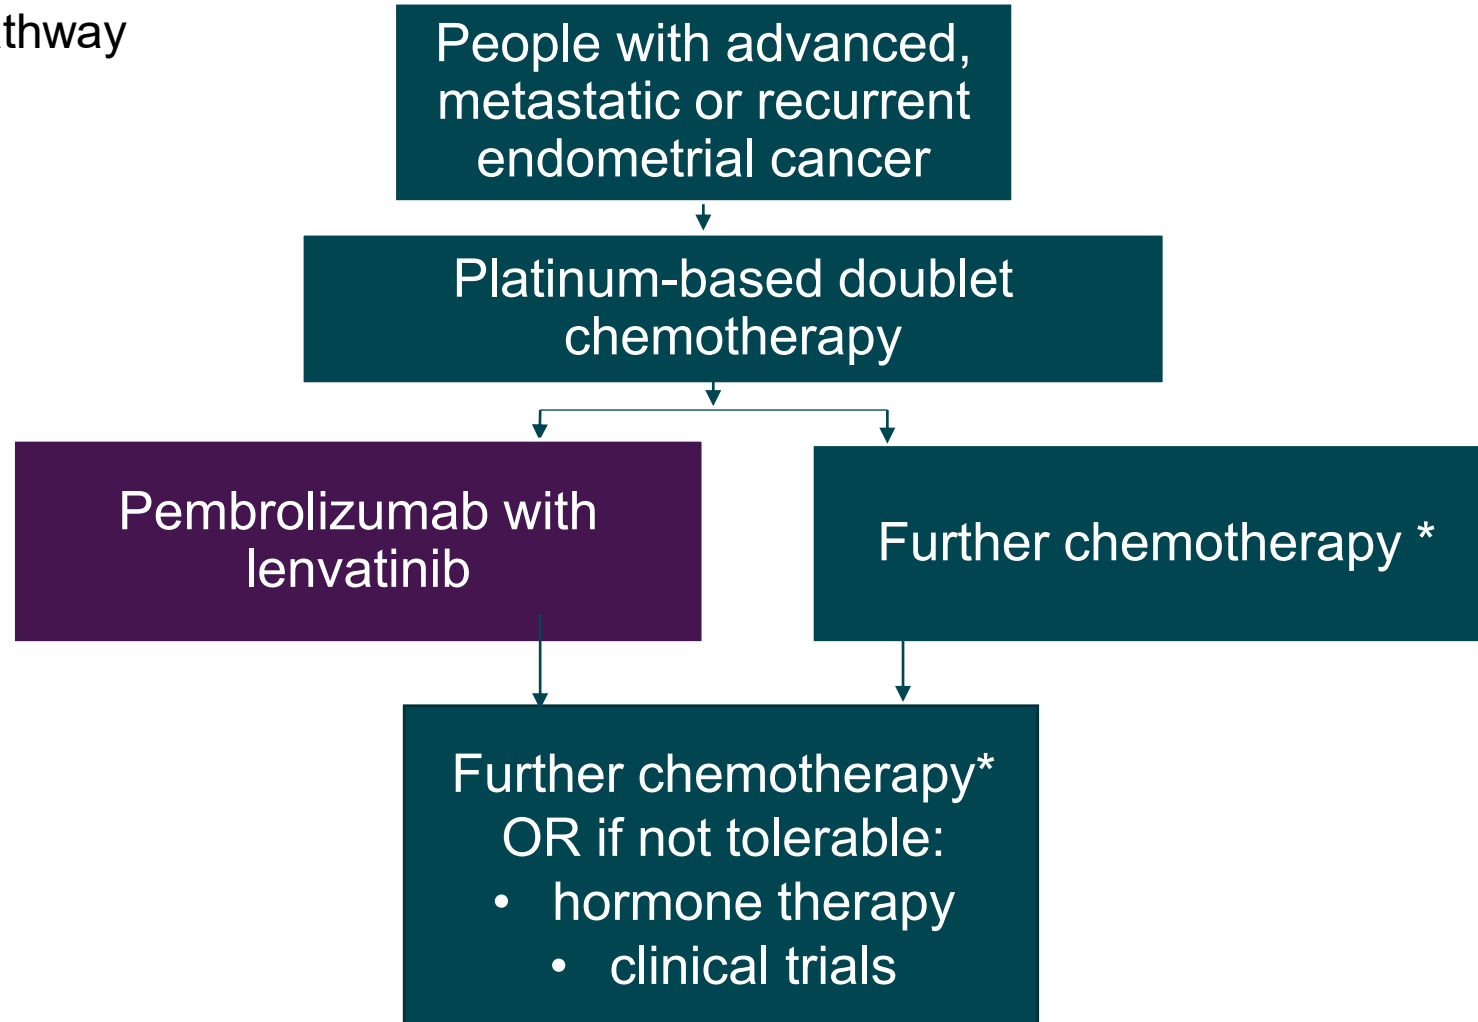 athway
People with advanced,
metastatic or recurrent
endometrial cancer
Platinum-based doublet
chemotherapy
Pembrolizumab with
lenvatinib
Further chemotherapy *
Further chemotherapy*
OR if not tolerable:
• hormone therapy
• clinical trials